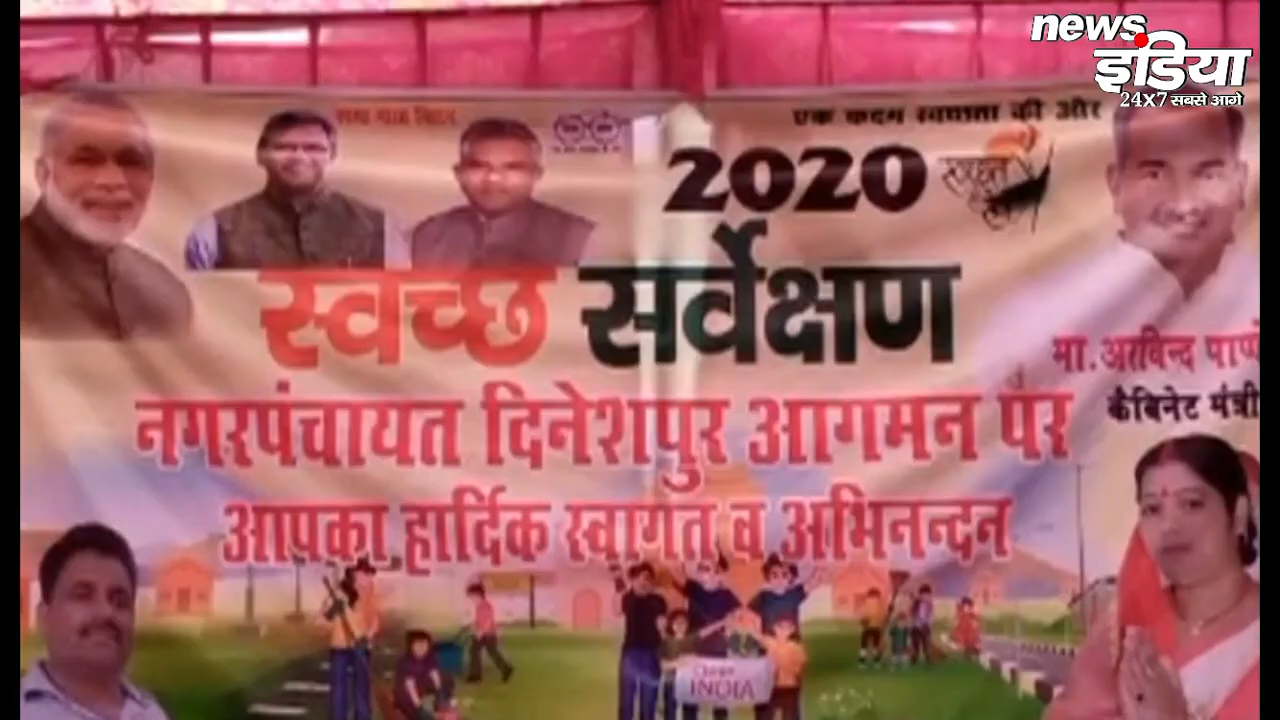 news
इंडिया
24x7 सबसे आगे
एक कदम स्वच्छता की ओर
2020
स्वच्छ सर्वेक्षण
मा. अरविन्द
कैबिनेट मंत्री
नगरपंचायत दिनेशपुर आगमन पर
आपका हार्दिक स्वागत व अभिनन्दन
INDIA